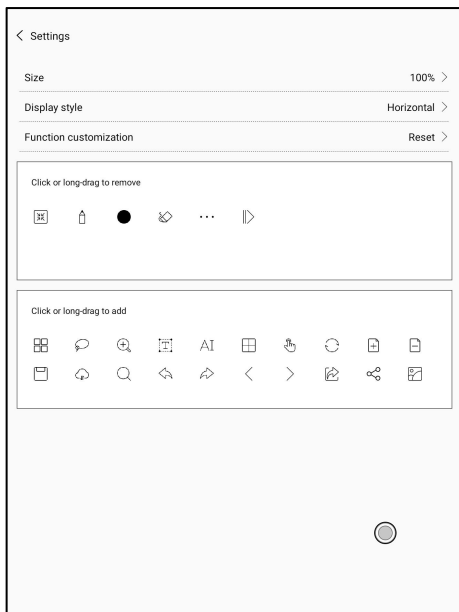 Settings
Size 100%
Display style Horizontal
Function customization Reset
Click or long-drag to remove
Click or long-drag to add
T AI